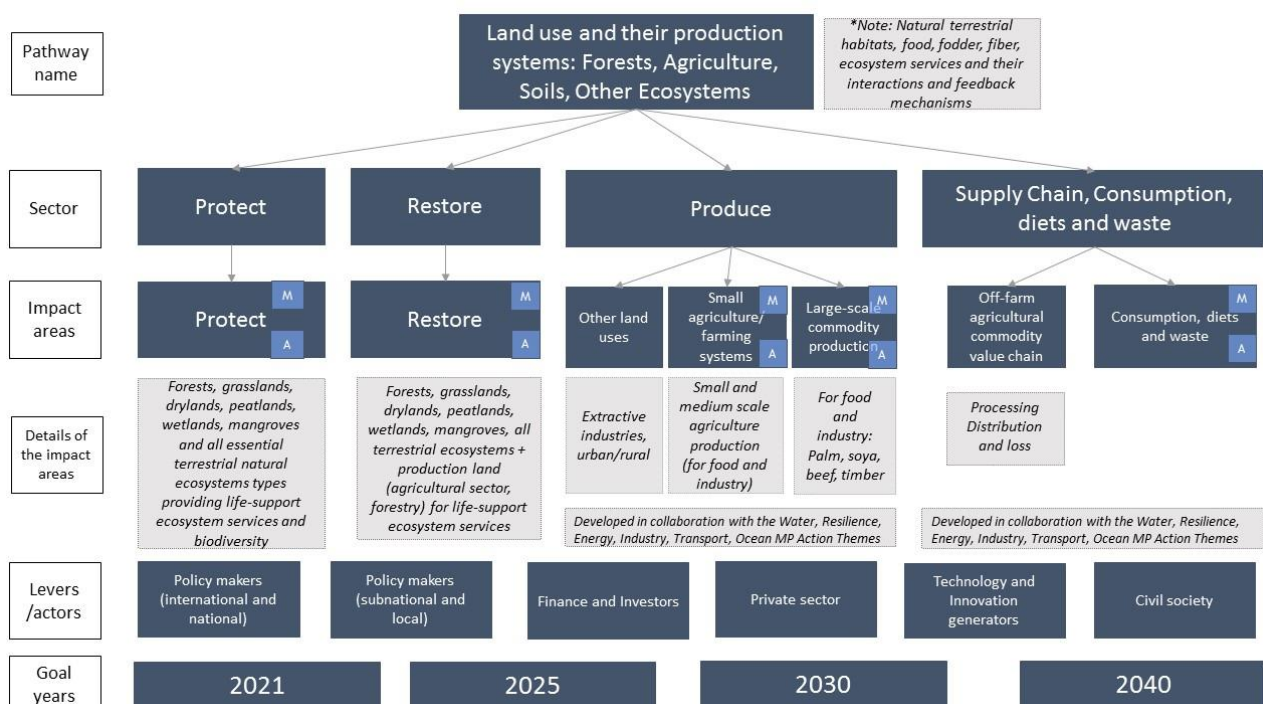 Pathway
name
Land use and their production
systems: Forests, Agriculture,
Soils, Other Ecosystems
*Note: Natural terrestrial
habitats, food, fodder, fiber,
ecosystem services and their
interactions and feedback
mechanisms
Sector
Protect
Restore
Produce
Supply Chain, Consumption,
diets and waste
Impact
areas
Protect
M
A
Restore
M
A
Other land
uses
Small
agriculture/
farming
systems
M
A
Large-scale
commodity
production
M
A
Off-farm
agricultural
commodity
value chain
Consumption, diets
and waste
M
A
Details of
the impact
areas
Forests, grasslands,
drylands, peatlands,
wetlands, mangroves
and all essential
terrestrial natural
ecosystems types
providing life-support
ecosystem services and
biodiversity
Forests, grasslands,
drylands, peatlands,
wetlands, mangroves, all
terrestrial ecosystems +
production land
(agricultural sector,
forestry) for life-support
ecosystem services
Extractive
industries,
urban/rural
Small and
medium scale
agriculture
production
(for food and
industry)
For food
and
industry:
Palm, soya,
beef, timber
Processing
Distribution
and loss
Developed in collaboration with the Water, Resilience,
Energy, Industry, Transport, Ocean MP Action Themes
Developed in collaboration with the Water, Resilience,
Energy, Industry, Transport, Ocean MP Action Themes
Levers
/actors
Policy makers
(international and
national)
Policy makers
(subnational and
local)
Finance and Investors
Private sector
Technology and
Innovation
generators
Civil society
Goal
years
2021
2025
2030
2040